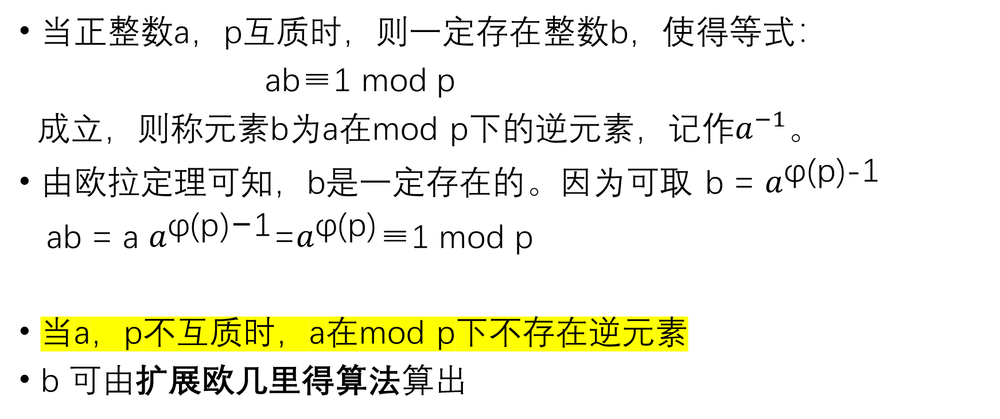 • 当正整数a，p互质时，则一定存在整数b，使得等式：
ab≡1 mod p
成立，则称元素b为a在mod p下的逆元素，记作a⁻¹。
• 由欧拉定理可知，b是一定存在的。因为可取 b = a^φ(p)-1
ab = a a^φ(p)−1=a^φ(p)≡1 mod p
• 当a，p不互质时，a在mod p下不存在逆元素
• b 可由扩展欧几里得算法算出